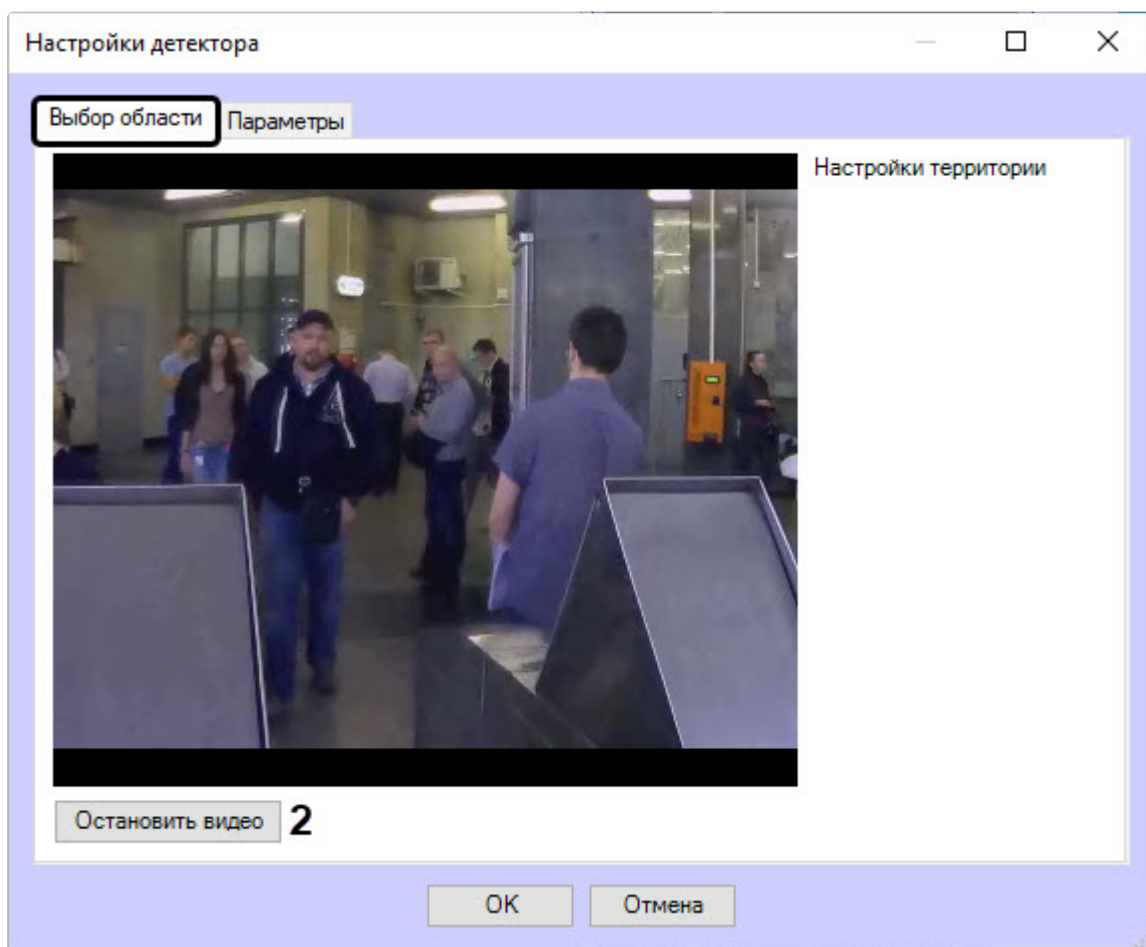 Настройки детектора
Выбор области
Параметры
Настройки территории
Остановить видео
2
OK
Отмена